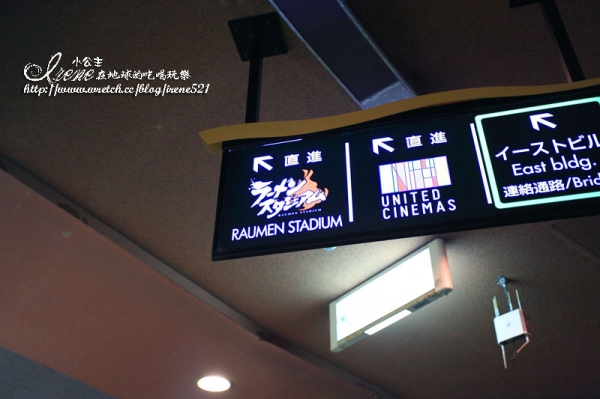 小公主
Irene 在地球的吃喝玩樂
http://www.wretch.cc/blog/irene521
直進
ラーメン
スタジアム
RAUMEN STADIUM
RAUMEN STADIUM
直進
UNITED
CINEMAS
イーストビル
East bldg.
連絡通路/Brid